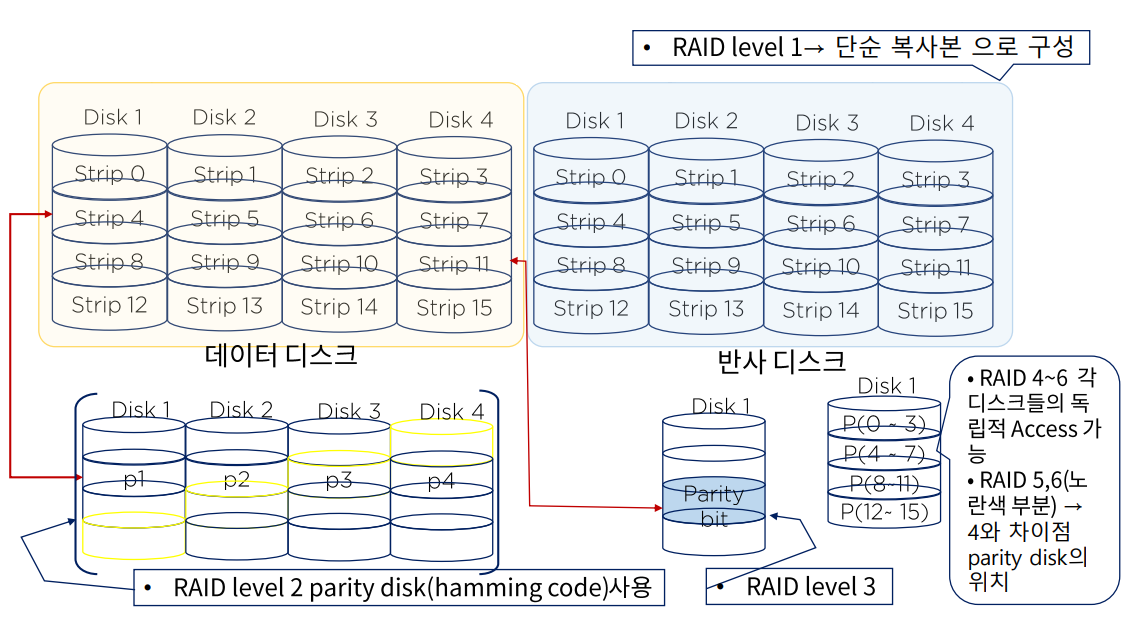 • RAID level 1→ 단순 복사본 으로 구성
Disk 1 Disk 2 Disk 3 Disk 4
Strip 0 Strip 1 Strip 2 Strip 3
Strip 4 Strip 5 Strip 6 Strip 7
Strip 8 Strip 9 Strip 10 Strip 11
Strip 12 Strip 13 Strip 14 Strip 15
데이터 디스크
Disk 1 Disk 2 Disk 3 Disk 4
Strip 0 Strip 1 Strip 2 Strip 3
Strip 4 Strip 5 Strip 6 Strip 7
Strip 8 Strip 9 Strip 10 Strip 11
Strip 12 Strip 13 Strip 14 Strip 15
반사 디스크
Disk 1 Disk 2 Disk 3 Disk 4
p1 p2 p3 p4
• RAID level 2 parity disk(hamming code)사용
Disk 1
Parity
bit
• RAID level 3
Disk 1
P(0 ~ 3)
P(4 ~ 7)
P(8~11)
P(12~ 15)
• RAID 4~6 각
디스크들의 독
립적 Access 가
능
• RAID 5,6(노
란색 부분) →
4와 차이점
parity disk의
위치